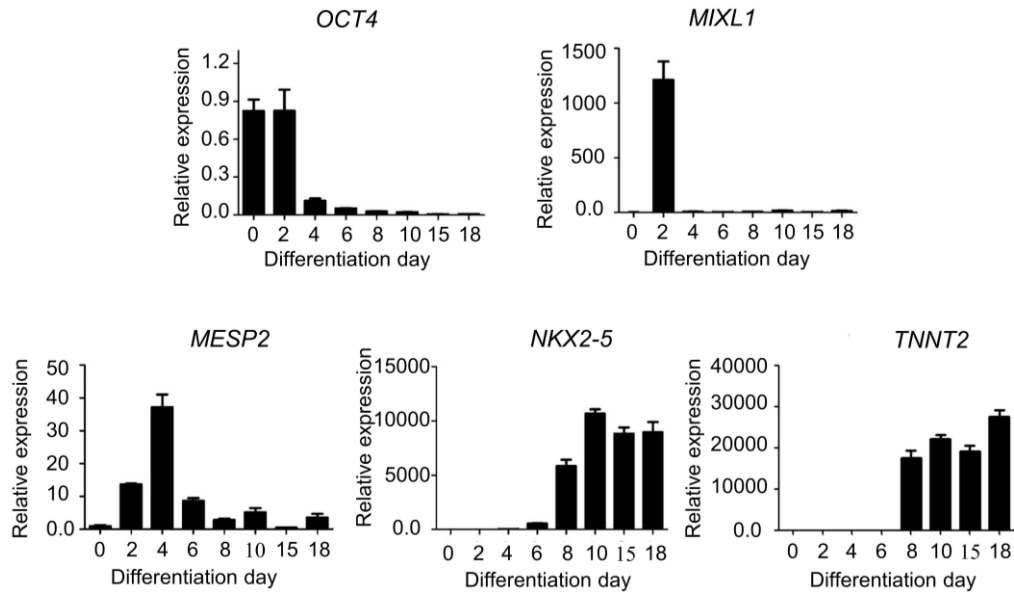 OCT4
Relative expression
1.2
0.9
0.6
0.3
0.0
0 2 4 6 8 10 15 18
Differentiation day
MIXL1
Relative expression
1500
1000
500
0.0
0 2 4 6 8 10 15 18
Differentiation day
MESP2
Relative expression
50
40
30
20
10
0.0
0 2 4 6 8 10 15 18
Differentiation day
NKX2-5
Relative expression
15000
10000
5000
0.0
0 2 4 6 8 10 15 18
Differentiation day
TNNT2
Relative expression
40000
30000
20000
10000
0.0
0 2 4 6 8 10 15 18
Differentiation day